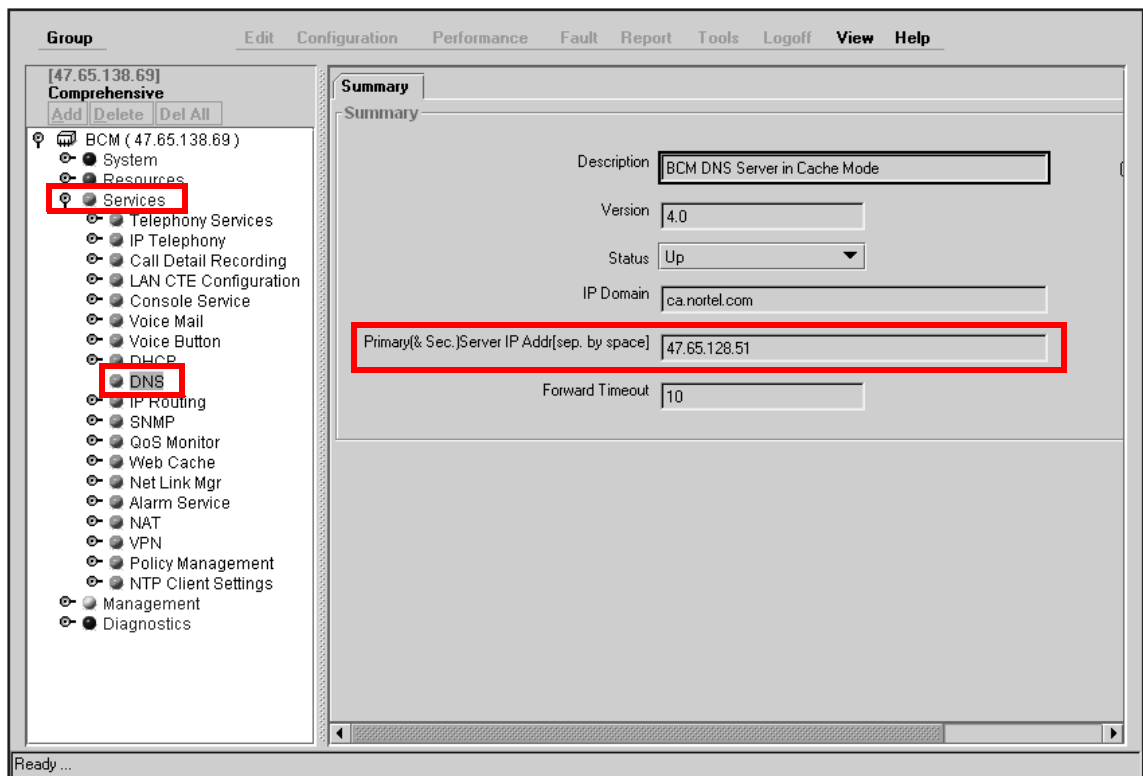 Group Edit Configuration Performance Fault Report Tools Logoff View Help
[47.65.138.69]
Comprehensive
Add Delete Del All
BCM ( 47.65.138.69 )
System
Resources
Services
Telephony Services
IP Telephony
Call Detail Recording
LAN CTE Configuration
Console Service
Voice Mail
Voice Button
DHCP
DNS
IP Routing
SNMP
QoS Monitor
Web Cache
Net Link Mgr
Alarm Service
NAT
VPN
Policy Management
NTP Client Settings
Management
Diagnostics
Summary
Summary
Description BCM DNS Server in Cache Mode
Version 4.0
Status Up
IP Domain ca.nortel.com
Primary(& Sec.)Server IP Addr[sep. by space] 47.65.128.51
Forward Timeout 10
Ready ...